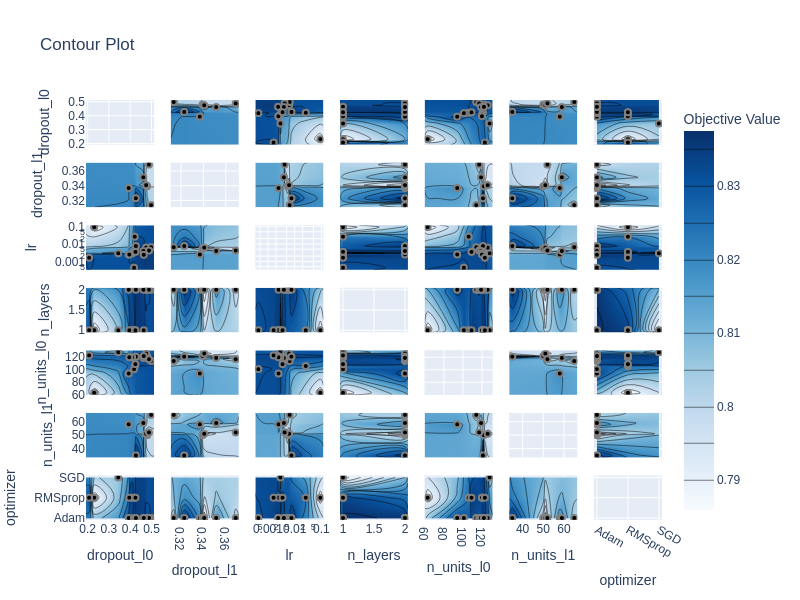 Contour Plot
Objective Value
dropout_l0
0.5
0.4
0.3
0.2
dropout_l1
0.36
0.34
0.32
lr
0.1
0.01
0.001
n_layers
2
1.5
1
n_units_l0
120
100
80
60
n_units_l1
60
50
40
optimizer
SGD
RMSprop
Adam
0.83
0.82
0.81
0.8
0.79
0.2 0.3 0.4 0.5
0.32 0.34 0.36
0.1
1 1.5 2
60 80 100 120
40 50 60
Adam RMSprop SGD
dropout_l0 dropout_l1 lr n_layers n_units_l0 n_units_l1 optimizer